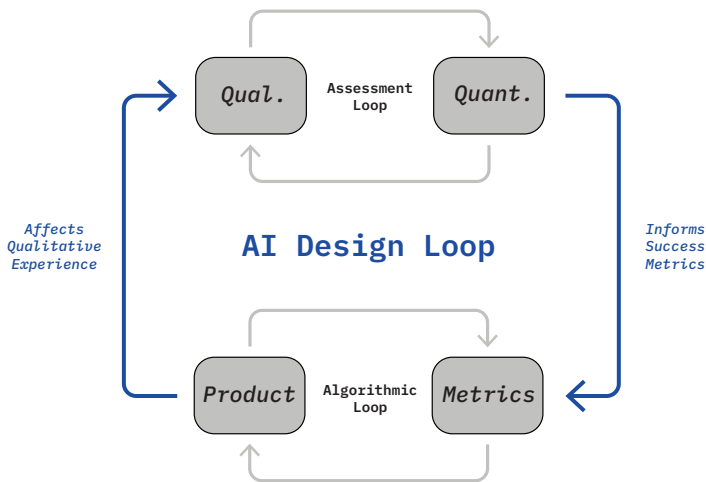 Qual.
Assessment
Loop
Quant.
Affects
Qualitative
Experience
AI Design Loop
Informs
Success
Metrics
Product
Algorithmic
Loop
Metrics